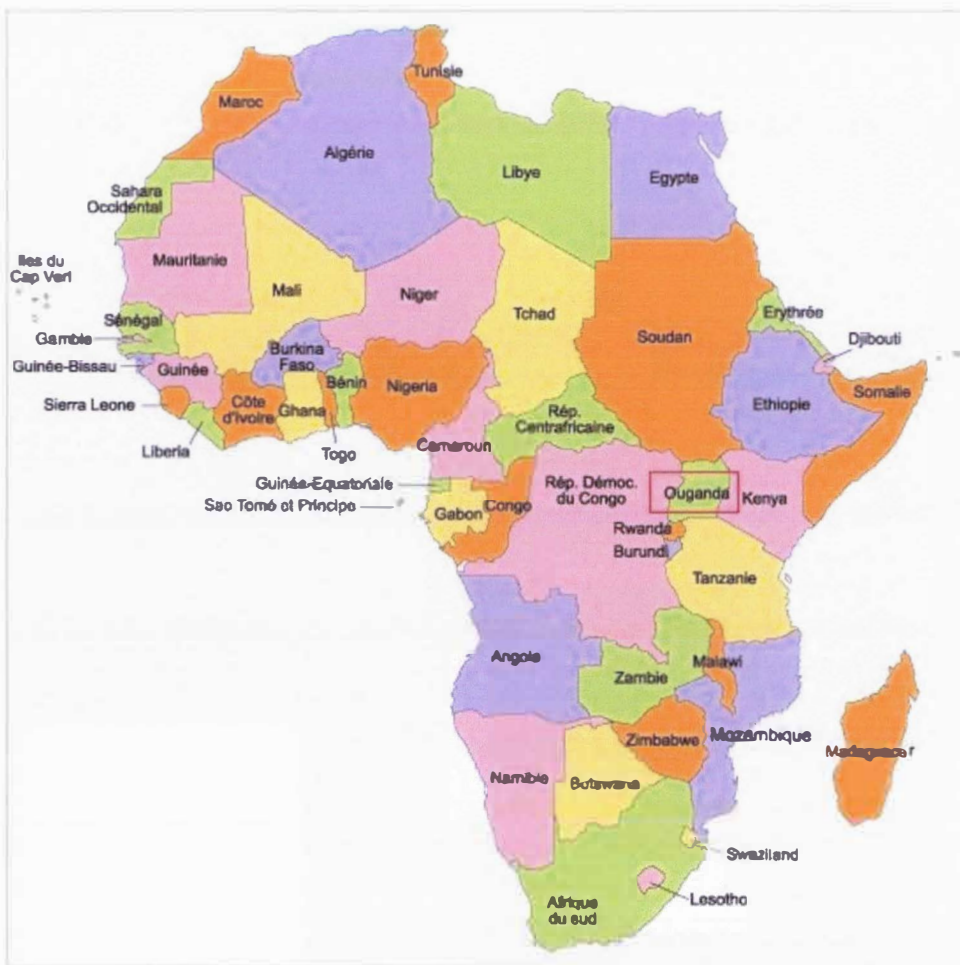 Tunisie
Maroc
Algérie
Libye
Egypte
Sahara
Occidental
Mauritanie
Iles du
Cap Vert
Mali
Niger
Tchad
Soudan
Erythrée
Sénégal
Gambie
Djibouti
Guinée-Bissau
Guinée
Burkina
Faso
Bénin
Nigeria
Somalie
Sierra Leone
Côte
d'Ivoire
Ghana
Ethiopie
Rép.
Centrafricaine
Liberia
Togo
Cameroun
Guinée-Equatoriale
Rép. Démoc.
du Congo
Ouganda
Kenya
Sao Tomé et Principe
Gabon
Congo
Rwanda
Burundi
Tanzanie
Angola
Zambie
Malawi
Mozambique
Zimbabwe
Madagascar
Namibie
Botswana
Swaziland
Lesotho
Afrique
du sud